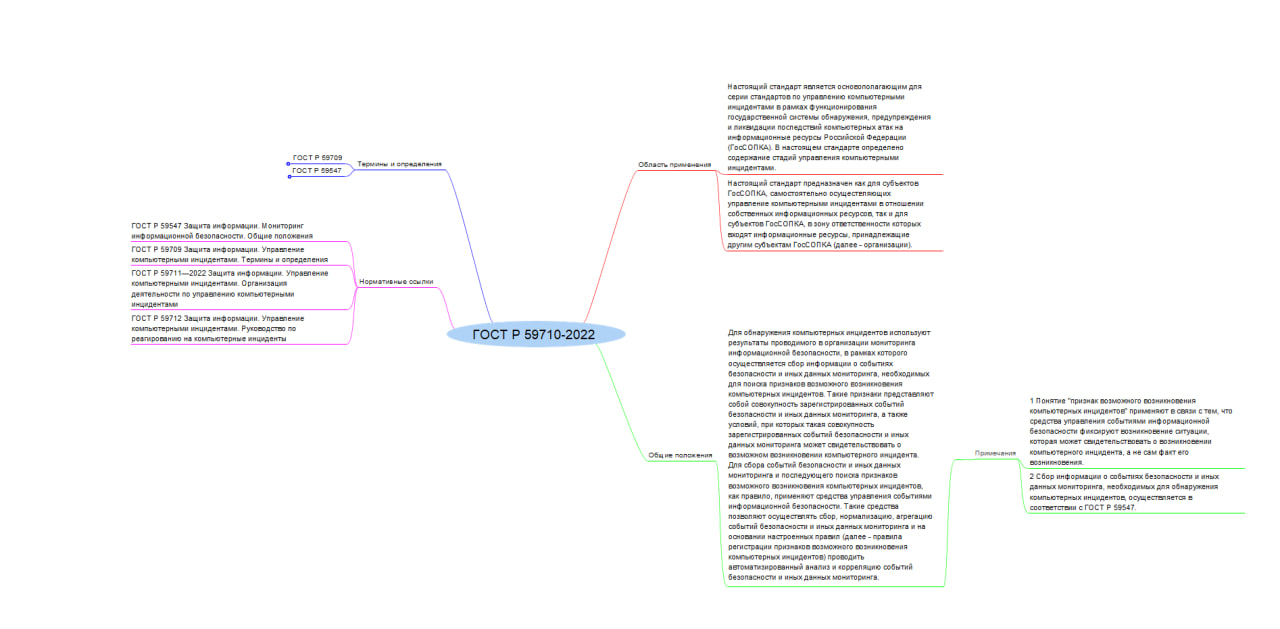 ГОСТ Р 59710-2022
Термины и определения
ГОСТ Р 59709
ГОСТ Р 59547
Нормативные ссылки
ГОСТ Р 59547 Защита информации. Мониторинг
информационной безопасности. Общие положения
ГОСТ Р 59709 Защита информации. Управление
компьютерными инцидентами. Термины и определения
ГОСТ Р 59711—2022 Защита информации. Управление
компьютерными инцидентами. Организация
деятельности по управлению компьютерными
инцидентами
ГОСТ Р 59712 Защита информации. Управление
компьютерными инцидентами. Руководство по
реагированию на компьютерные инциденты
Область применения
Настоящий стандарт является основополагающим для
серии стандартов по управлению компьютерными
инцидентами в рамках функционирования
государственной системы обнаружения, предупреждения
и ликвидации последствий компьютерных атак на
информационные ресурсы Российской Федерации
(ГосСОПКА). В настоящем стандарте определено
содержание стадий управления компьютерными
инцидентами.
Настоящий стандарт предназначен как для субъектов
ГосСОПКА, самостоятельно осуществляющих
управление компьютерными инцидентами в отношении
собственных информационных ресурсов, так и для
субъектов ГосСОПКА, в зону ответственности которых
входят информационные ресурсы, принадлежащие
другим субъектам ГосСОПКА (далее - организации).
Общие положения
Для обнаружения компьютерных инцидентов используют
результаты проводимого в организации мониторинга
информационной безопасности, в рамках которого
осуществляется сбор информации о событиях
безопасности и иных данных мониторинга, необходимых
для поиска признаков возможного возникновения
компьютерных инцидентов. Такие признаки представляют
собой совокупность зарегистрированных событий
безопасности и иных данных мониторинга, а также
условий, при которых такая совокупность
зарегистрированных событий безопасности и иных
данных мониторинга может свидетельствовать о
возможном возникновении компьютерного инцидента.
Для сбора событий безопасности и иных данных
мониторинга и последующего поиска признаков
возможного возникновения компьютерных инцидентов,
как правило, применяют средства управления событиями
информационной безопасности. Такие средства
позволяют осуществлять сбор, нормализацию, агрегацию
событий безопасности и иных данных мониторинга и на
основании настроенных правил (далее - правила
регистрации признаков возможного возникновения
компьютерных инцидентов) проводить
автоматизированный анализ и корреляцию событий
безопасности и иных данных мониторинга.
Примечания
1 Понятие "признак возможного возникновения
компьютерных инцидентов" применяют в связи с тем, что
средства управления событиями информационной
безопасности фиксируют возникновение ситуации,
которая может свидетельствовать о возникновении
компьютерного инцидента, а не сам факт его
возникновения.
2 Сбор информации о событиях безопасности и иных
данных мониторинга, необходимых для обнаружения
компьютерных инцидентов, осуществляется в
соответствии с ГОСТ Р 59547.